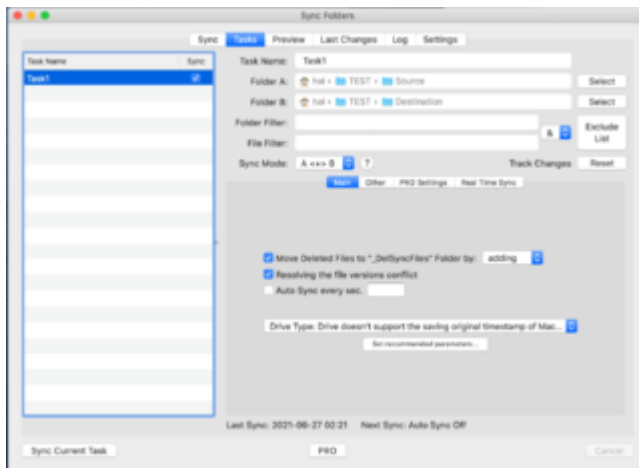 Sync Folders
Sync Tasks Preview Last Changes Log Settings
Task Name Sync
Task1
Task Name: Task1
Folder A: hal › TEST › Source Select
Folder B: hal › TEST › Destination Select
Folder Filter:
& Exclude List
File Filter:
Sync Mode: A <=> B ? Track Changes Reset
Main Other PRO Settings Real Time Sync
Move Deleted Files to "_DelSyncFiles" Folder by: adding
Resolving the file versions conflict
Auto Sync every sec.
Drive Type: Drive doesn't support the saving original timestamp of Mac...
Set recommended parameters...
Last Sync: 2021-06-27 02:21 Next Sync: Auto Sync Off
Sync Current Task PRO Cancel